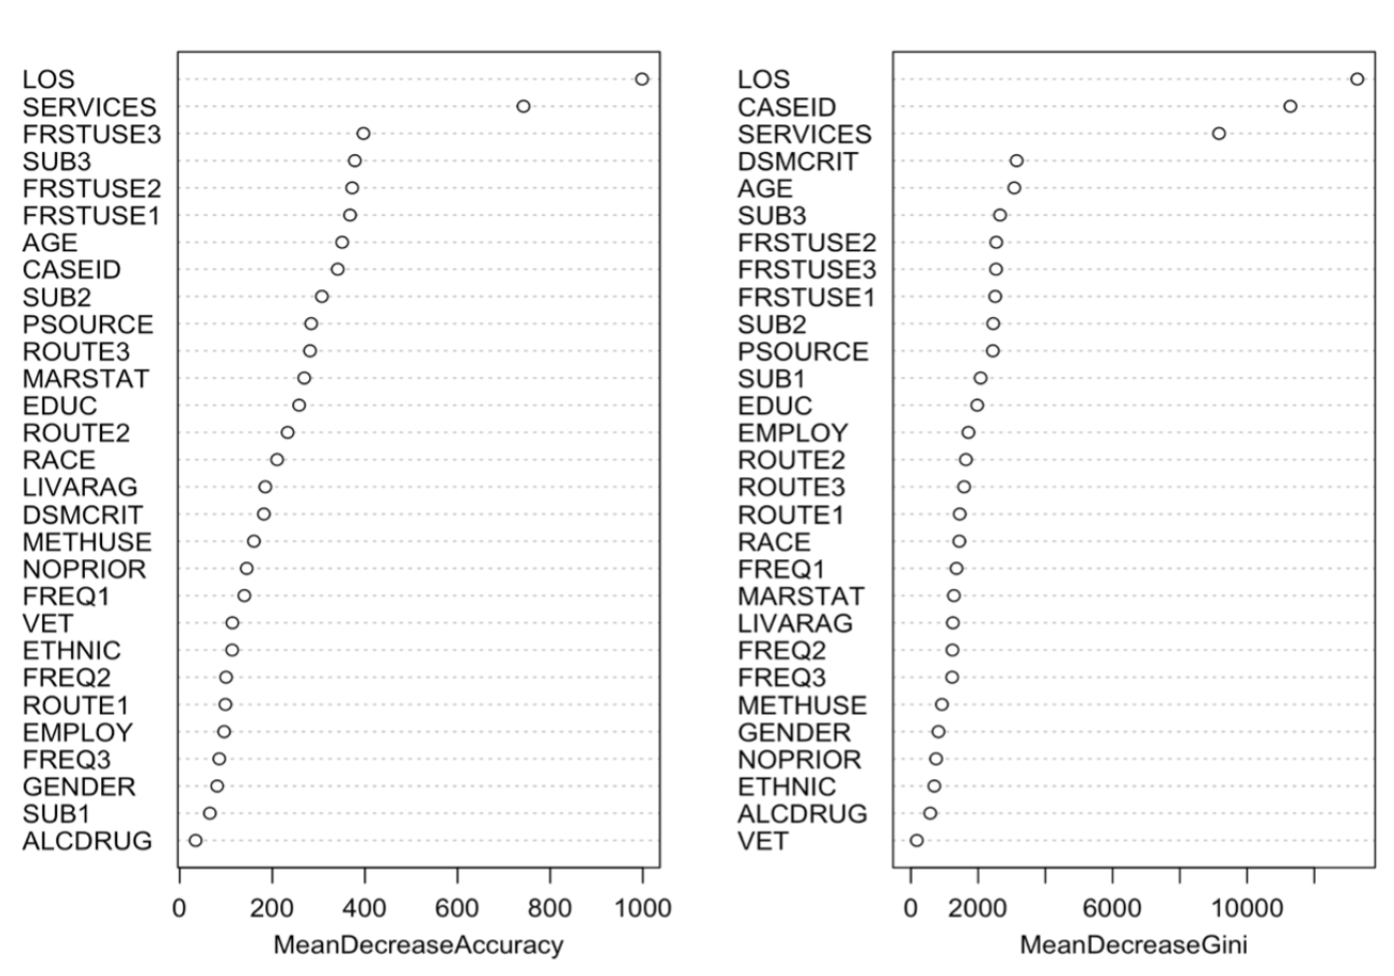 LOS
SERVICES
FRSTUSE3
SUB3
FRSTUSE2
FRSTUSE1
AGE
CASEID
SUB2
PSOURCE
ROUTE3
MARSTAT
EDUC
ROUTE2
RACE
LIVARAG
DSMCRIT
METHUSE
NOPRIOR
FREQ1
VET
ETHNIC
FREQ2
ROUTE1
EMPLOY
FREQ3
GENDER
SUB1
ALCDRUG
0 200 400 600 800 1000
MeanDecreaseAccuracy
LOS
CASEID
SERVICES
DSMCRIT
AGE
SUB3
FRSTUSE2
FRSTUSE3
FRSTUSE1
SUB2
PSOURCE
SUB1
EDUC
EMPLOY
ROUTE2
ROUTE3
ROUTE1
RACE
FREQ1
MARSTAT
LIVARAG
FREQ2
FREQ3
METHUSE
GENDER
NOPRIOR
ETHNIC
ALCDRUG
VET
0 2000 6000 10000
MeanDecreaseGini